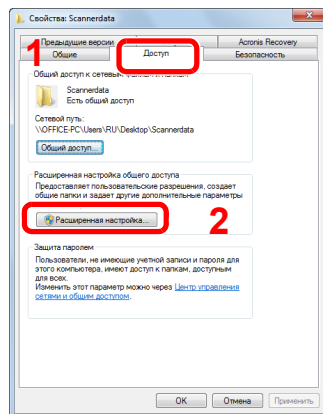 Свойства: Scannerdata
Предыдущие версии
Acronis Recovery
Общие
Доступ
Безопасность
1
Общий доступ к сетевым
Scannerdata
Есть общий доступ
Сетевой путь:
\\OFFICE-PC\Users\RU\Desktop\Scannerdata
Общий доступ...
Расширенная настройка общего доступа
Предоставляет пользовательские разрешения, создает
общие папки и задает другие дополнительные параметры
Расширенная настройка...
2
Защита паролем
Пользователи, не имеющие учетной записи и пароля для
этого компьютера, имеют доступ к папкам, доступным
для всех.
Изменить этот параметр можно через Центр управления
сетями и общим доступом.
OK
Отмена
Применить